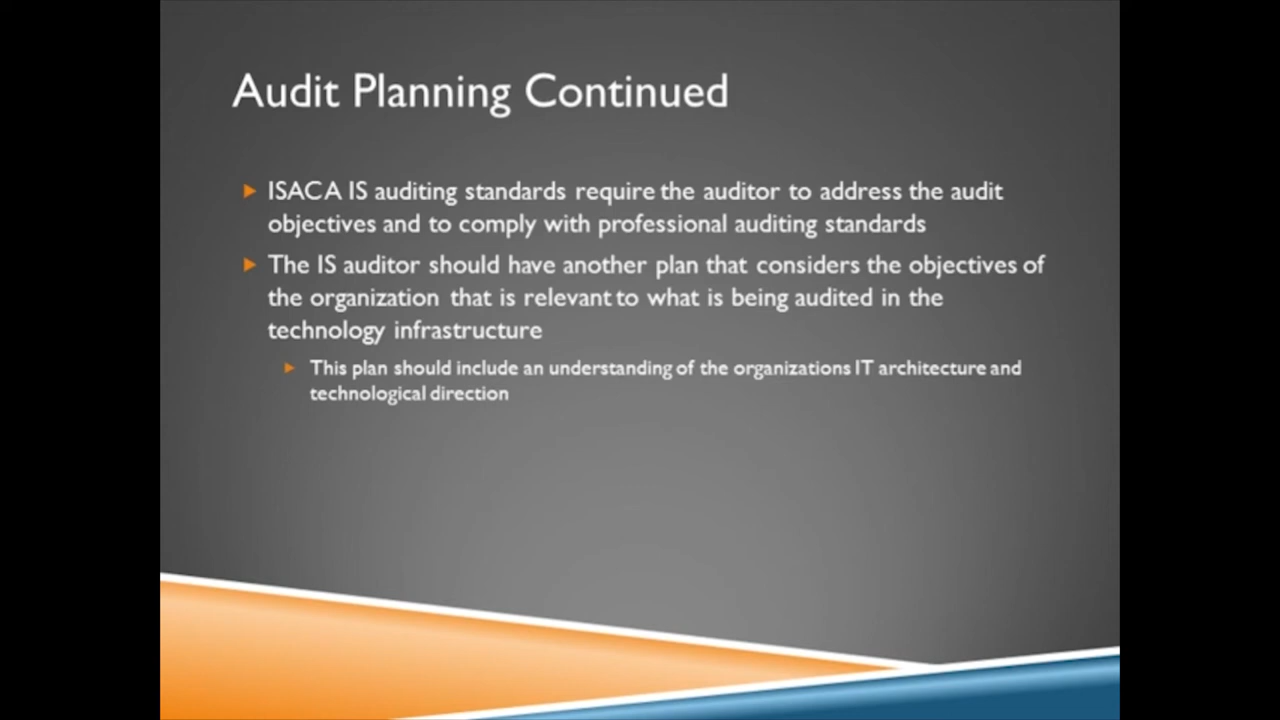 Audit Planning Continued
ISACA IS auditing standards require the auditor to address the audit
objectives and to comply with professional auditing standards
The IS auditor should have another plan that considers the objectives of
the organization that is relevant to what is being audited in the
technology infrastructure
This plan should include an understanding of the organizations IT architecture and
technological direction